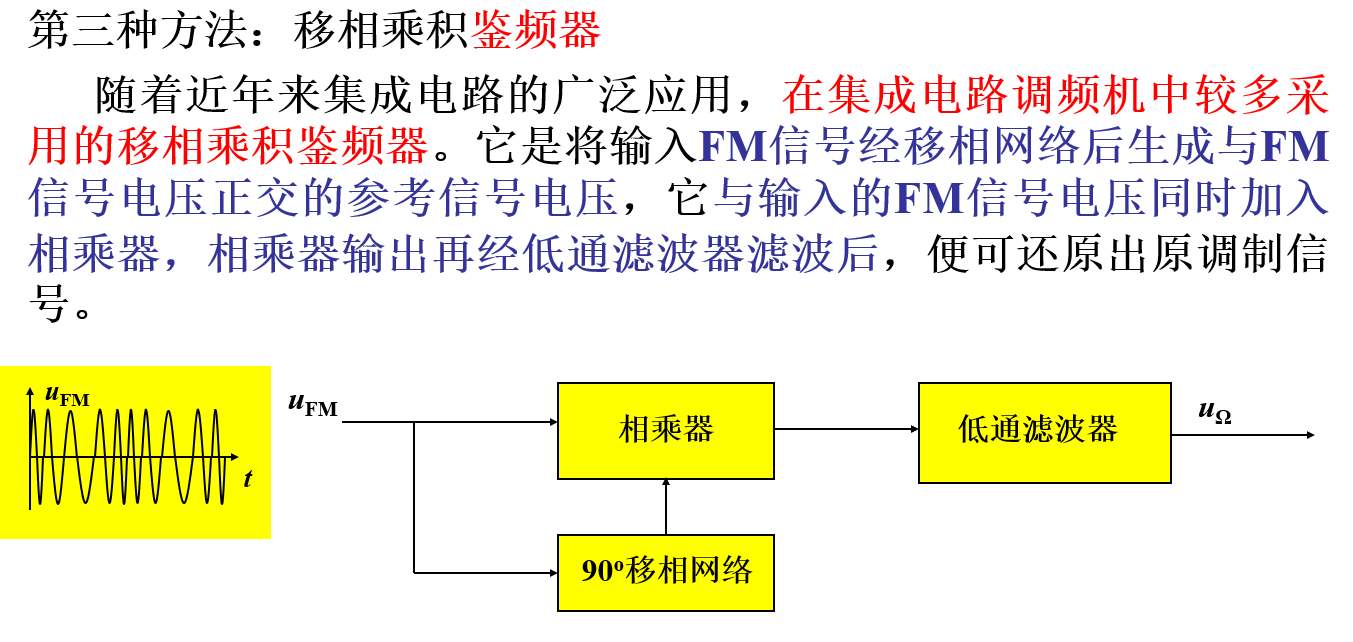 第三种方法：移相乘积鉴频器
随着近年来集成电路的广泛应用，在集成电路调频机中较多采
用的移相乘积鉴频器。它是将输入FM信号经移相网络后生成与FM
信号电压正交的参考信号电压，它与输入的FM信号电压同时加入
相乘器，相乘器输出再经低通滤波器滤波后，便可还原出原调制信
号。
uFM
t
uFM
相乘器
低通滤波器
uΩ
90º移相网络